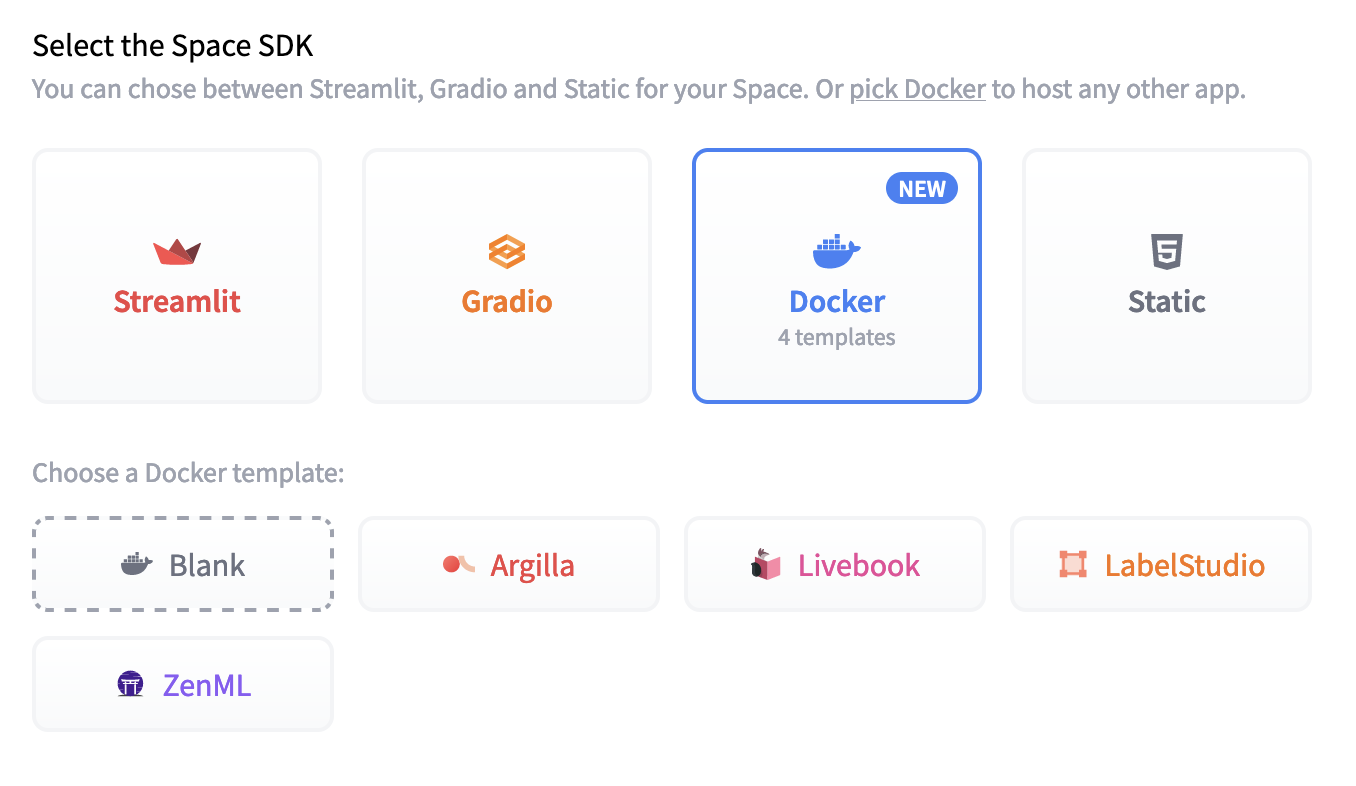 Select the Space SDK
You can chose between Streamlit, Gradio and Static for your Space. Or pick Docker to host any other app.
NEW
Streamlit
Gradio
Docker
Static
4 templates
Choose a Docker template:
Blank
Argilla
Livebook
LabelStudio
ZenML